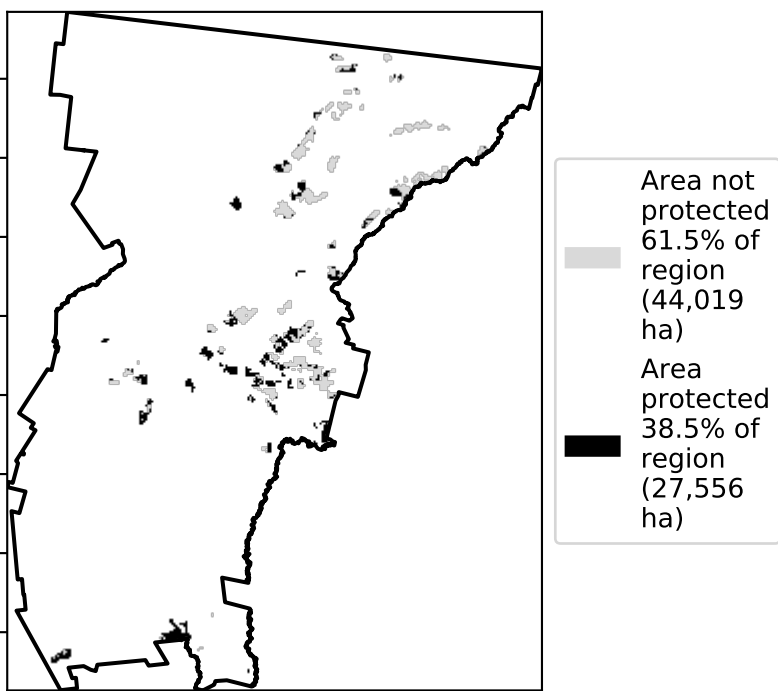 Area not
protected
61.5% of
region
(44,019
ha)
Area
protected
38.5% of
region
(27,556
ha)